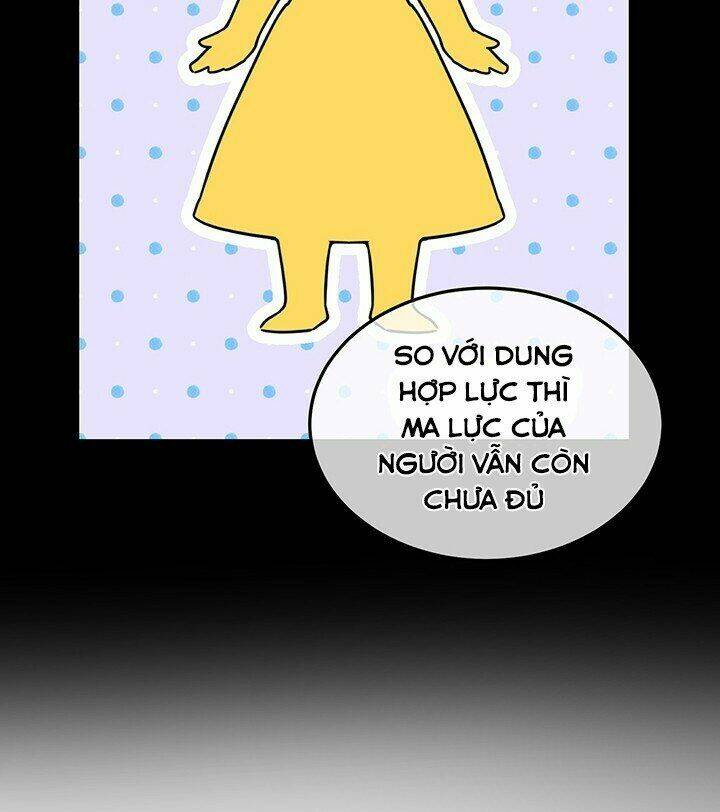 SO VỚI DUNG
HỢP LỰC THÌ
MA LỰC CỦA
NGƯỜI VẪN CÒN
CHƯA ĐỦ